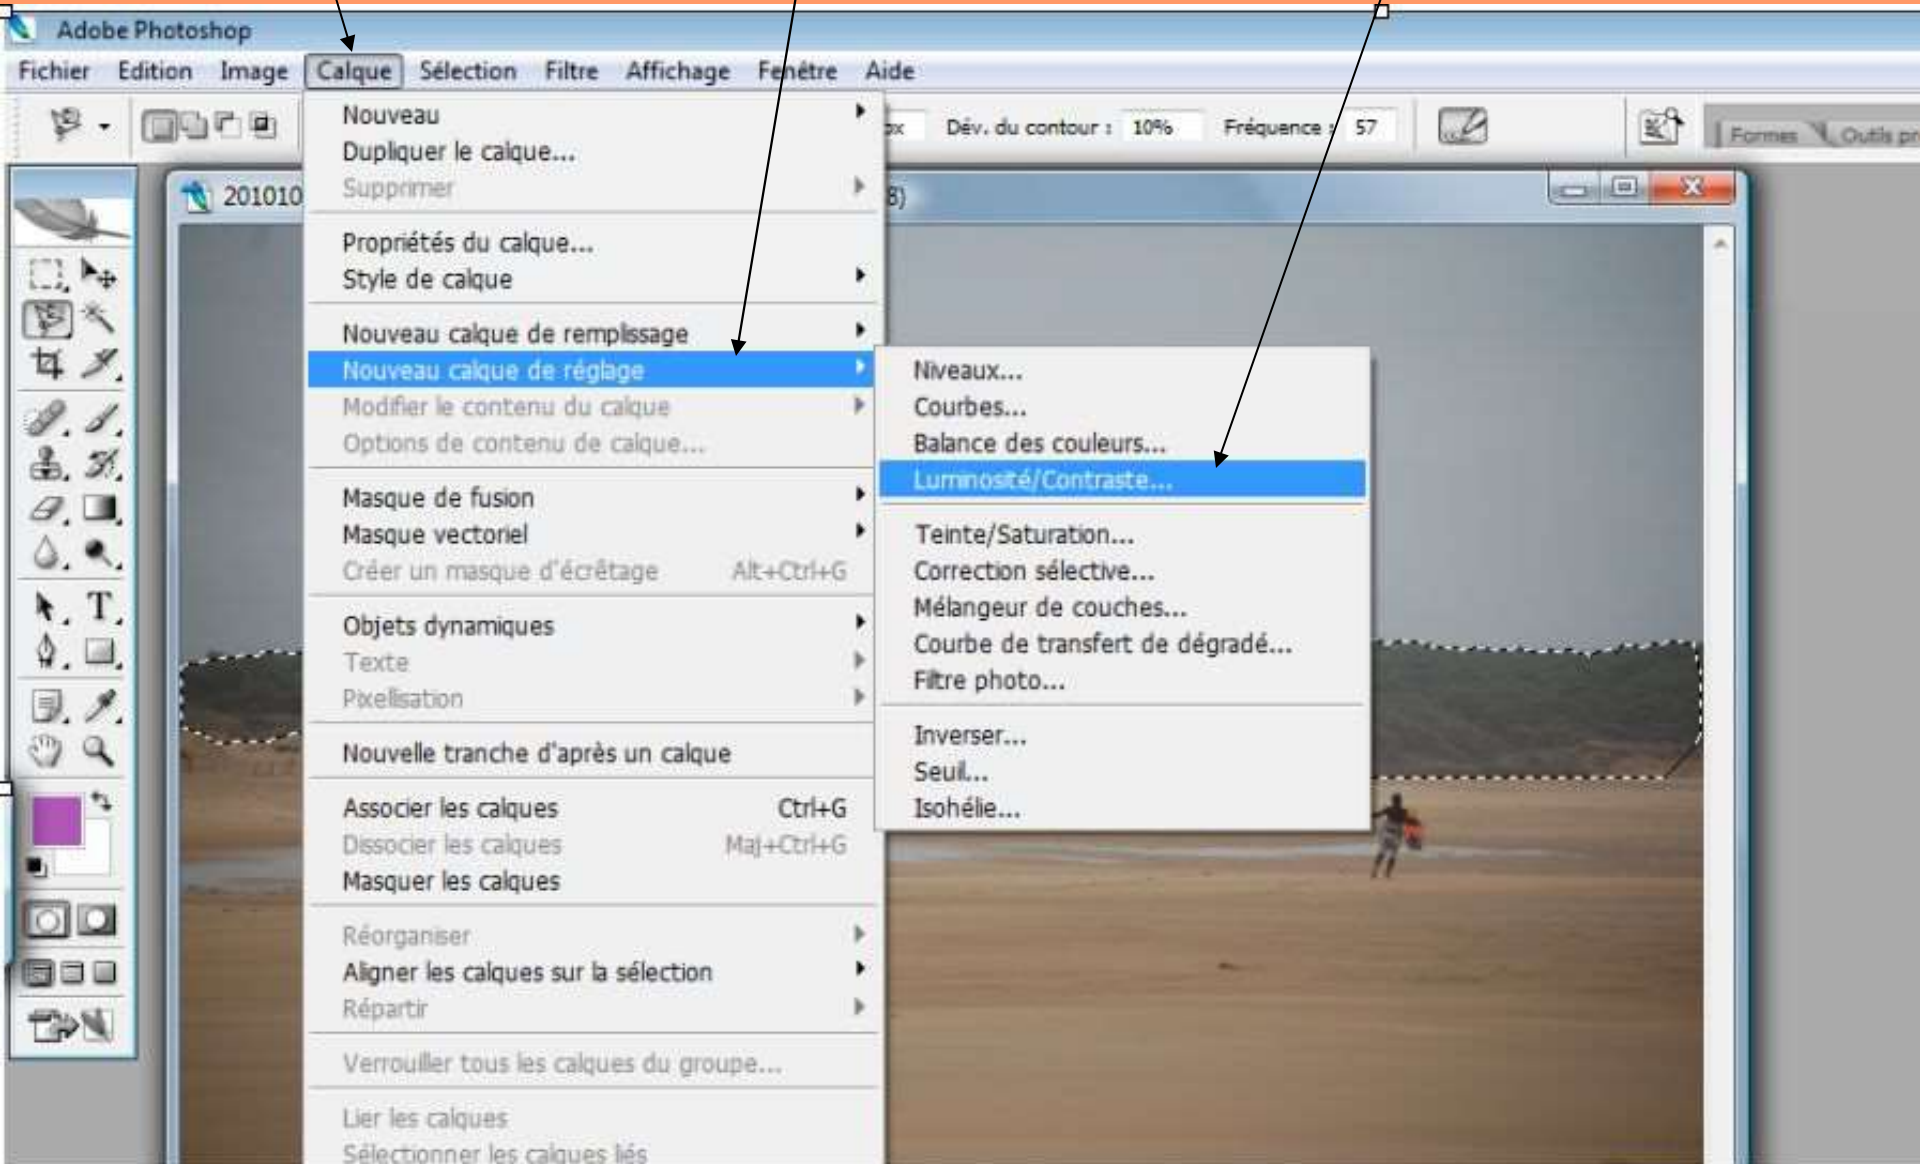 Adobe Photoshop
Fichier Edition Image Calque Sélection Filtre Affichage Fenêtre Aide
px Dév. du contour : 10% Fréquence : 57
Formes Outils pr
201010
8)
Nouveau
Dupliquer le calque...
Supprimer
Propriétés du calque...
Style de calque
Nouveau calque de remplissage
Nouveau calque de réglage
Modifier le contenu du calque
Options de contenu de calque...
Masque de fusion
Masque vectoriel
Créer un masque d'écrêtage Alt+Ctrl+G
Objets dynamiques
Texte
Pixellisation
Nouvelle tranche d'après un calque
Associer les calques Ctrl+G
Dissocier les calques Maj+Ctrl+G
Masquer les calques
Réorganiser
Aligner les calques sur la sélection
Répartir
Verrouiller tous les calques du groupe...
Lier les calques
Sélectionner les calques liés
Niveaux...
Courbes...
Balance des couleurs...
Luminosité/Contraste...
Teinte/Saturation...
Correction sélective...
Mélangeur de couches...
Courbe de transfert de dégradé...
Filtre photo...
Inverser...
Seuil...
Isohélie...
T